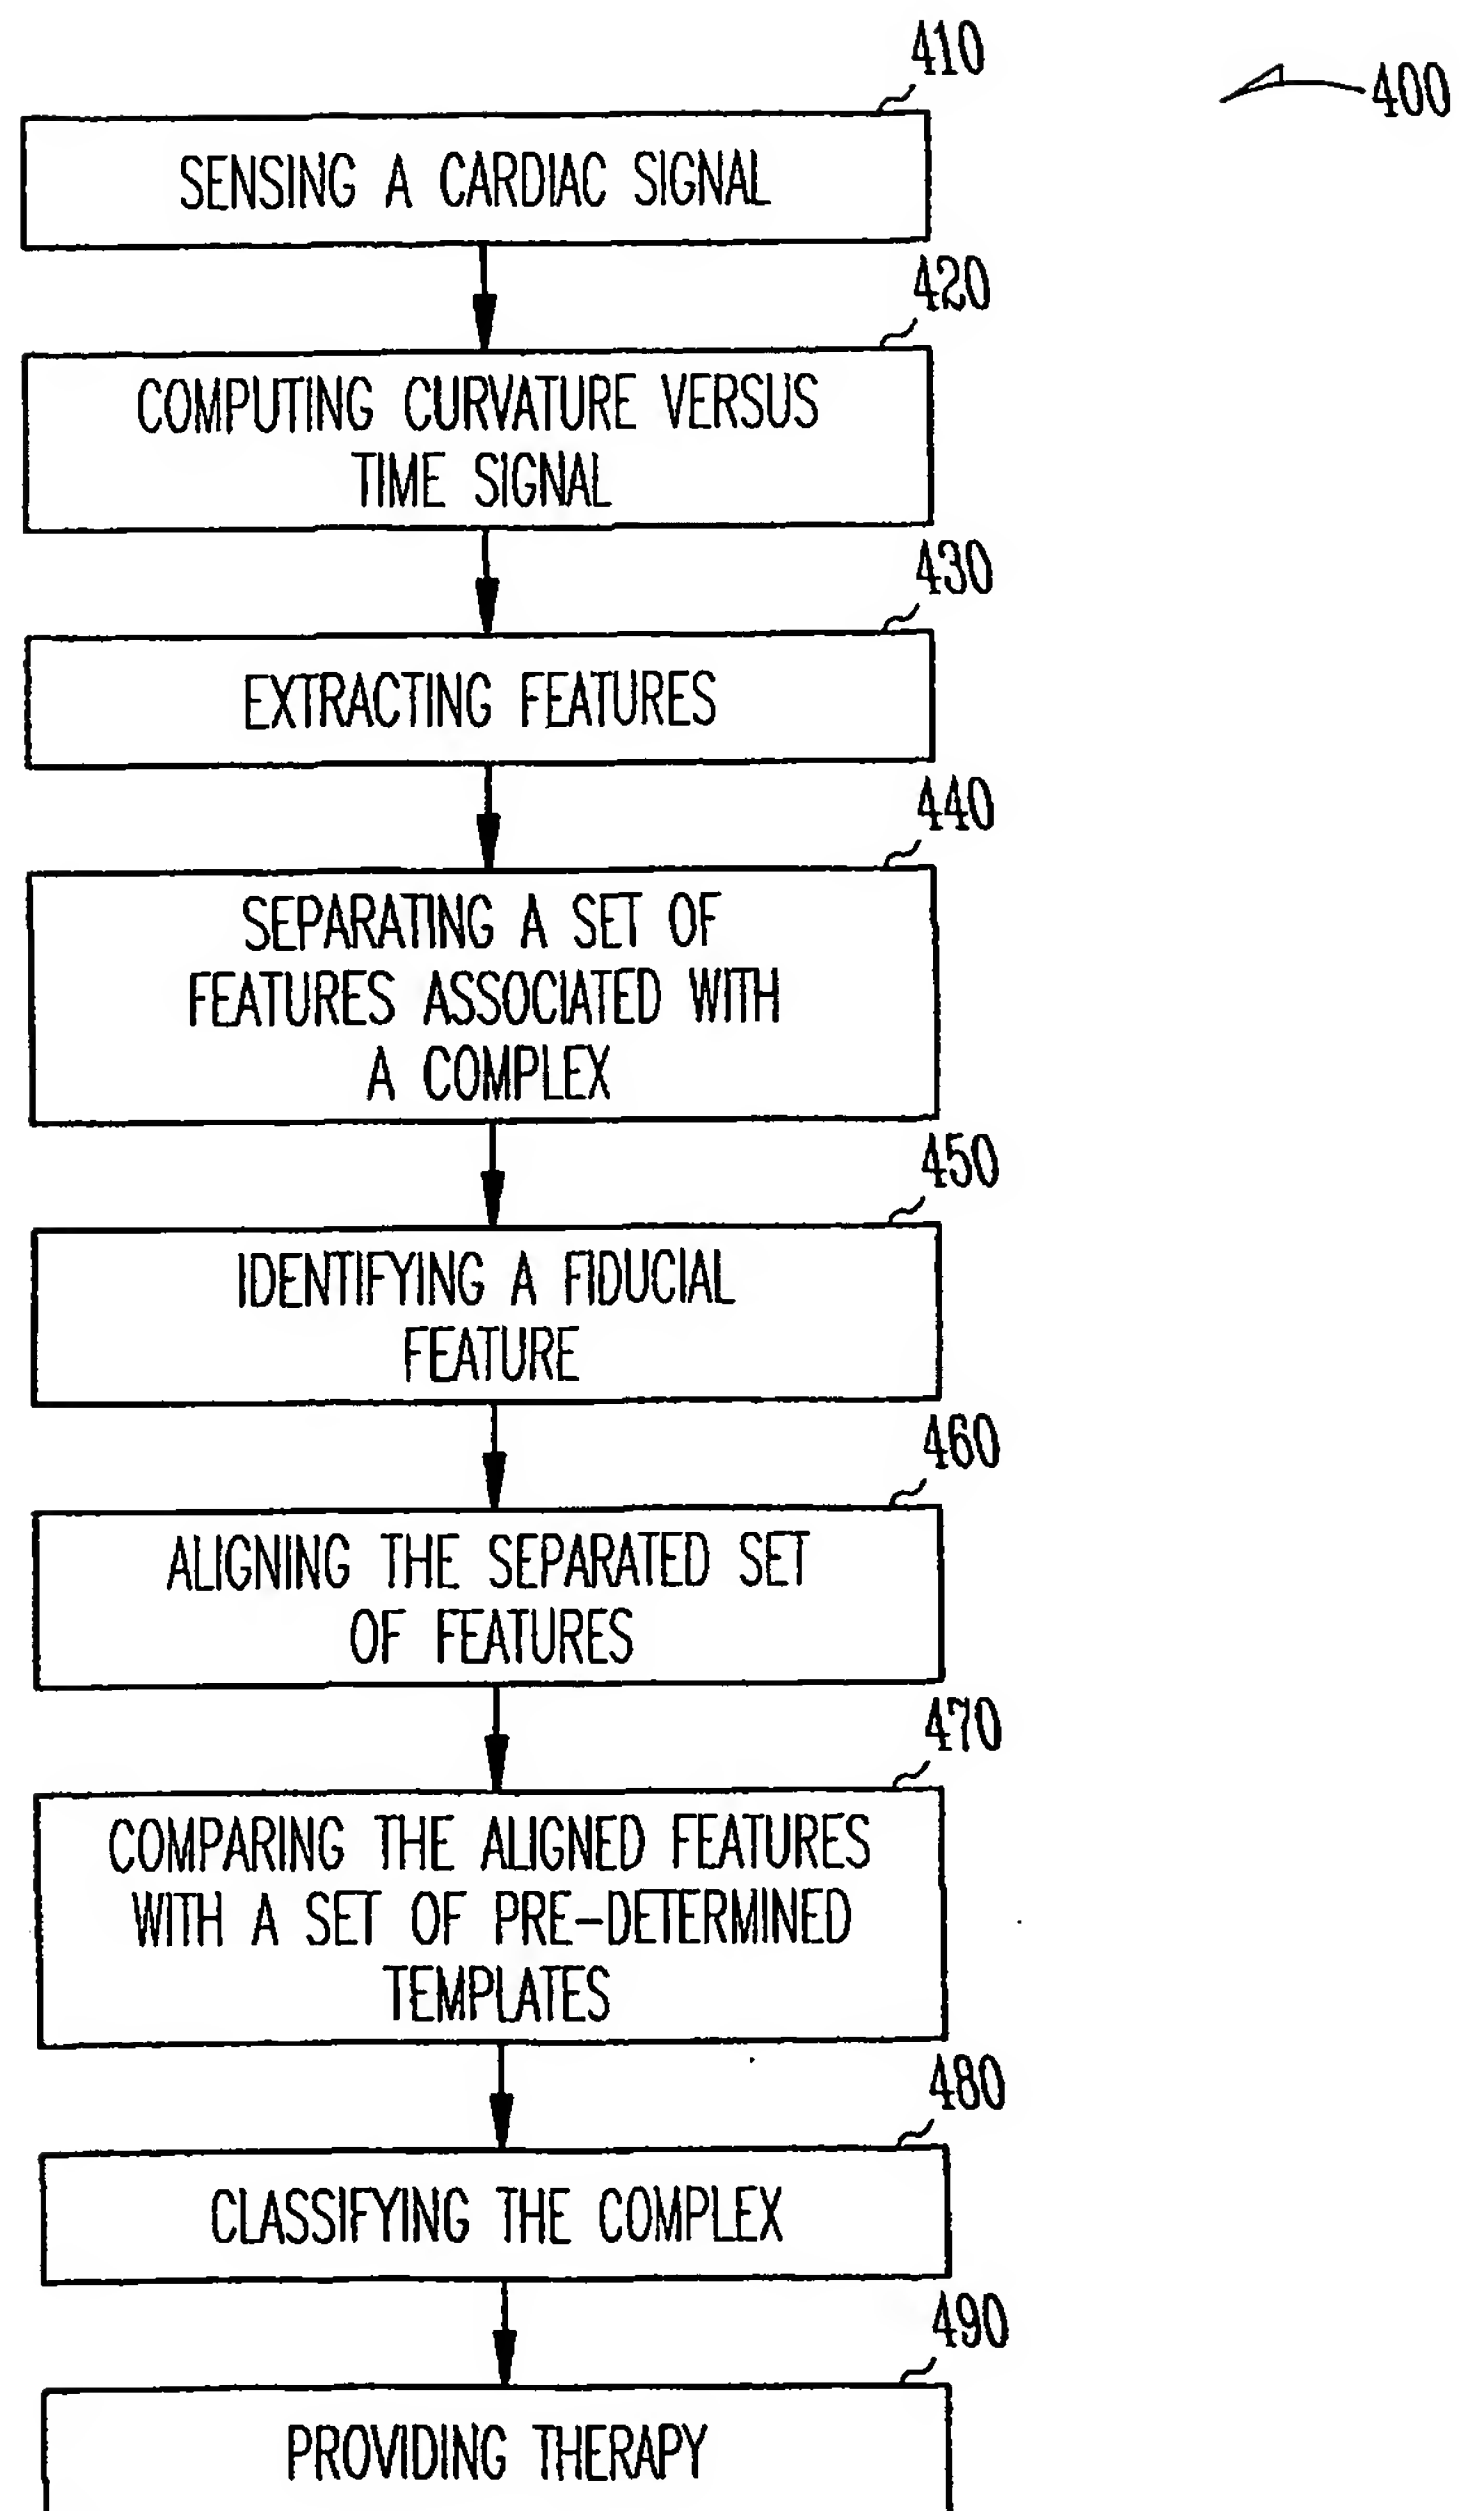 410
400
SENSING A CARDIAC SIGNAL
420
COMPUTING CURVATURE VERSUS
TIME SIGNAL
430
EXTRACTING FEATURES
440
SEPARATING A SET OF
FEATURES ASSOCIATED WITH
A COMPLEX
450
IDENTIFYING A FIDUCIAL
FEATURE
460
ALIGNING THE SEPARATED SET
OF FEATURES
470
COMPARING THE ALIGNED FEATURES
WITH A SET OF PRE-DETERMINED
TEMPLATES
480
CLASSIFYING THE COMPLEX
490
PROVIDING THERAPY